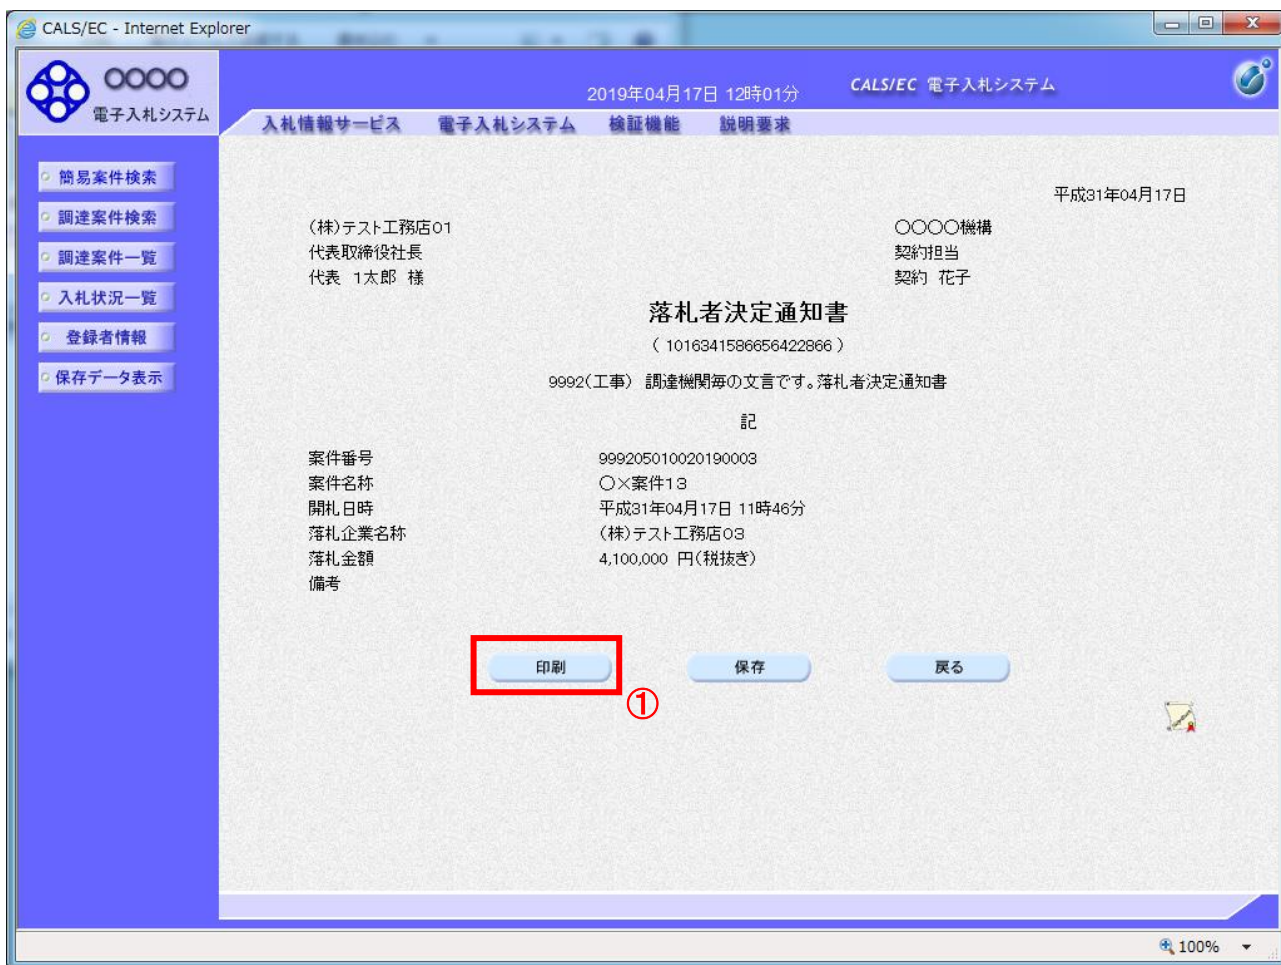 CALS/EC - Internet Explorer
〇〇〇〇
電子入札システム
2019年04月17日 12時01分
CALS/EC 電子入札システム
入札情報サービス 電子入札システム 検証機能 説明要求
簡易案件検索
調達案件検索
調達案件一覧
入札状況一覧
登録者情報
保存データ表示
平成31年04月17日
(株)テスト工務店01
代表取締役社長
代表 1太郎 様
〇〇〇〇機構
契約担当
契約 花子
落札者決定通知書
( 1016341586656422866 )
9992(工事) 調達機関毎の文言です。落札者決定通知書
記
案件番号 999205010020190003
案件名称 〇×案件13
開札日時 平成31年04月17日 11時46分
落札企業名称 (株)テスト工務店03
落札金額 4,100,000 円(税抜き)
備考
印刷 保存 戻る
①
100%